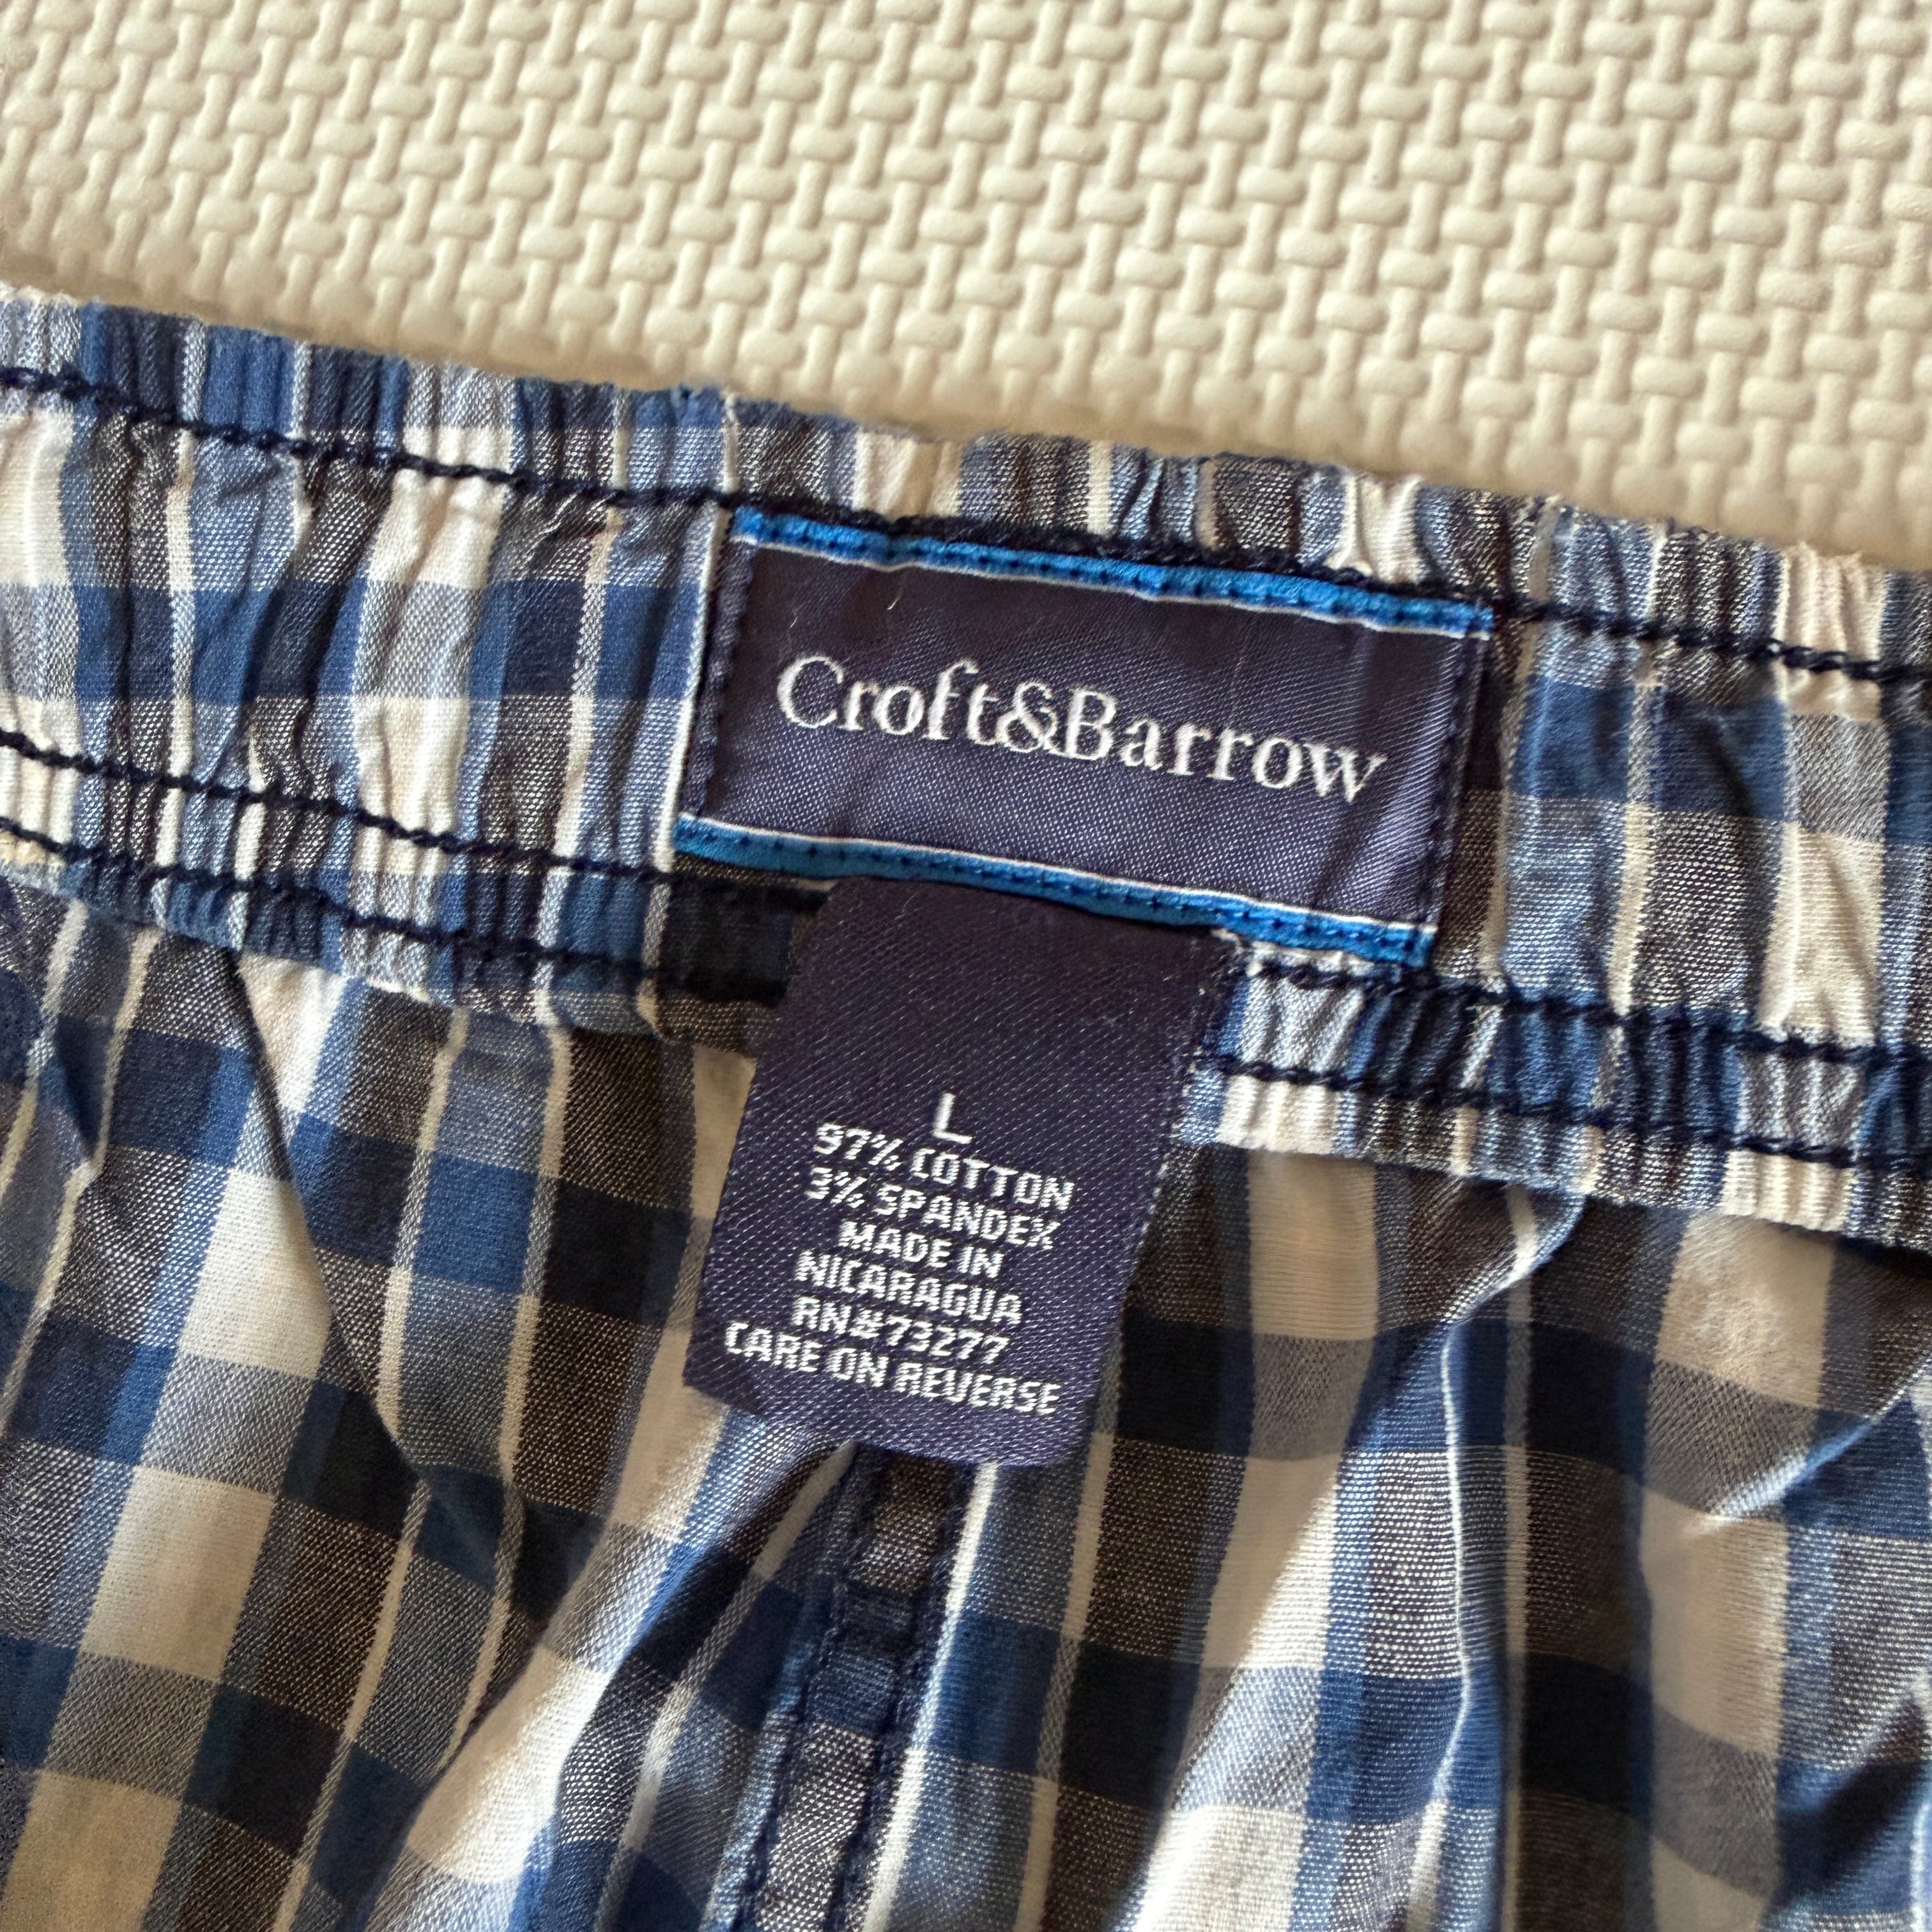 Croft&Barrow
L
97% COTTON
3% SPANDEX
MADE IN
NICARAGUA
RN#73277
CARE ON REVERSE